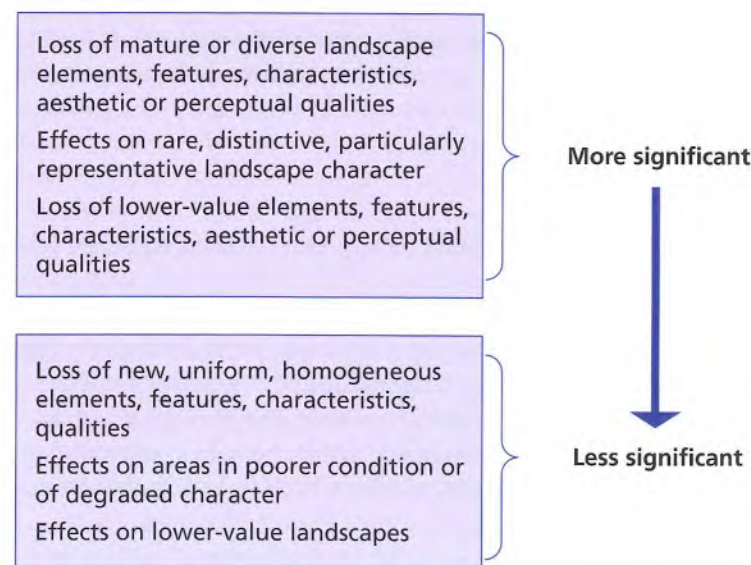 Loss of mature or diverse landscape
elements, features, characteristics,
aesthetic or perceptual qualities
Effects on rare, distinctive, particularly
representative landscape character
Loss of lower-value elements, features,
characteristics, aesthetic or perceptual
qualities
More significant
Loss of new, uniform, homogeneous
elements, features, characteristics,
qualities
Effects on areas in poorer condition or
of degraded character
Effects on lower-value landscapes
Less significant